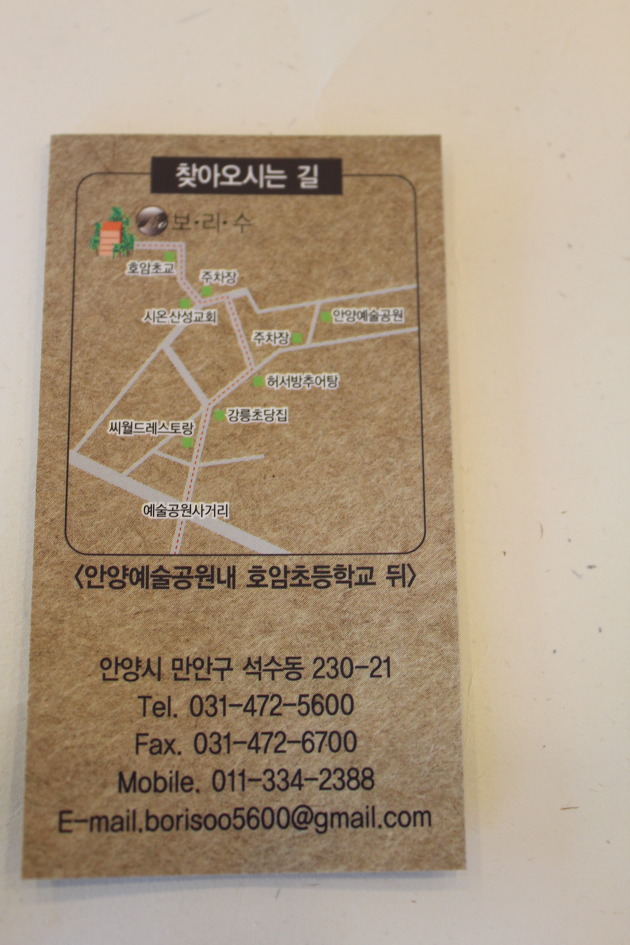 찾아오시는 길
보·리·수
호암초교
주차장
시온산성교회
안양예술공원
주차장
허서방추어탕
강릉초당집
씨월드레스토랑
예술공원사거리
<안양예술공원내 호암초등학교 뒤>
안양시 만안구 석수동 230-21
Tel. 031-472-5600
Fax. 031-472-6700
Mobile. 011-334-2388
E-mail.borisoo5600@gmail.com